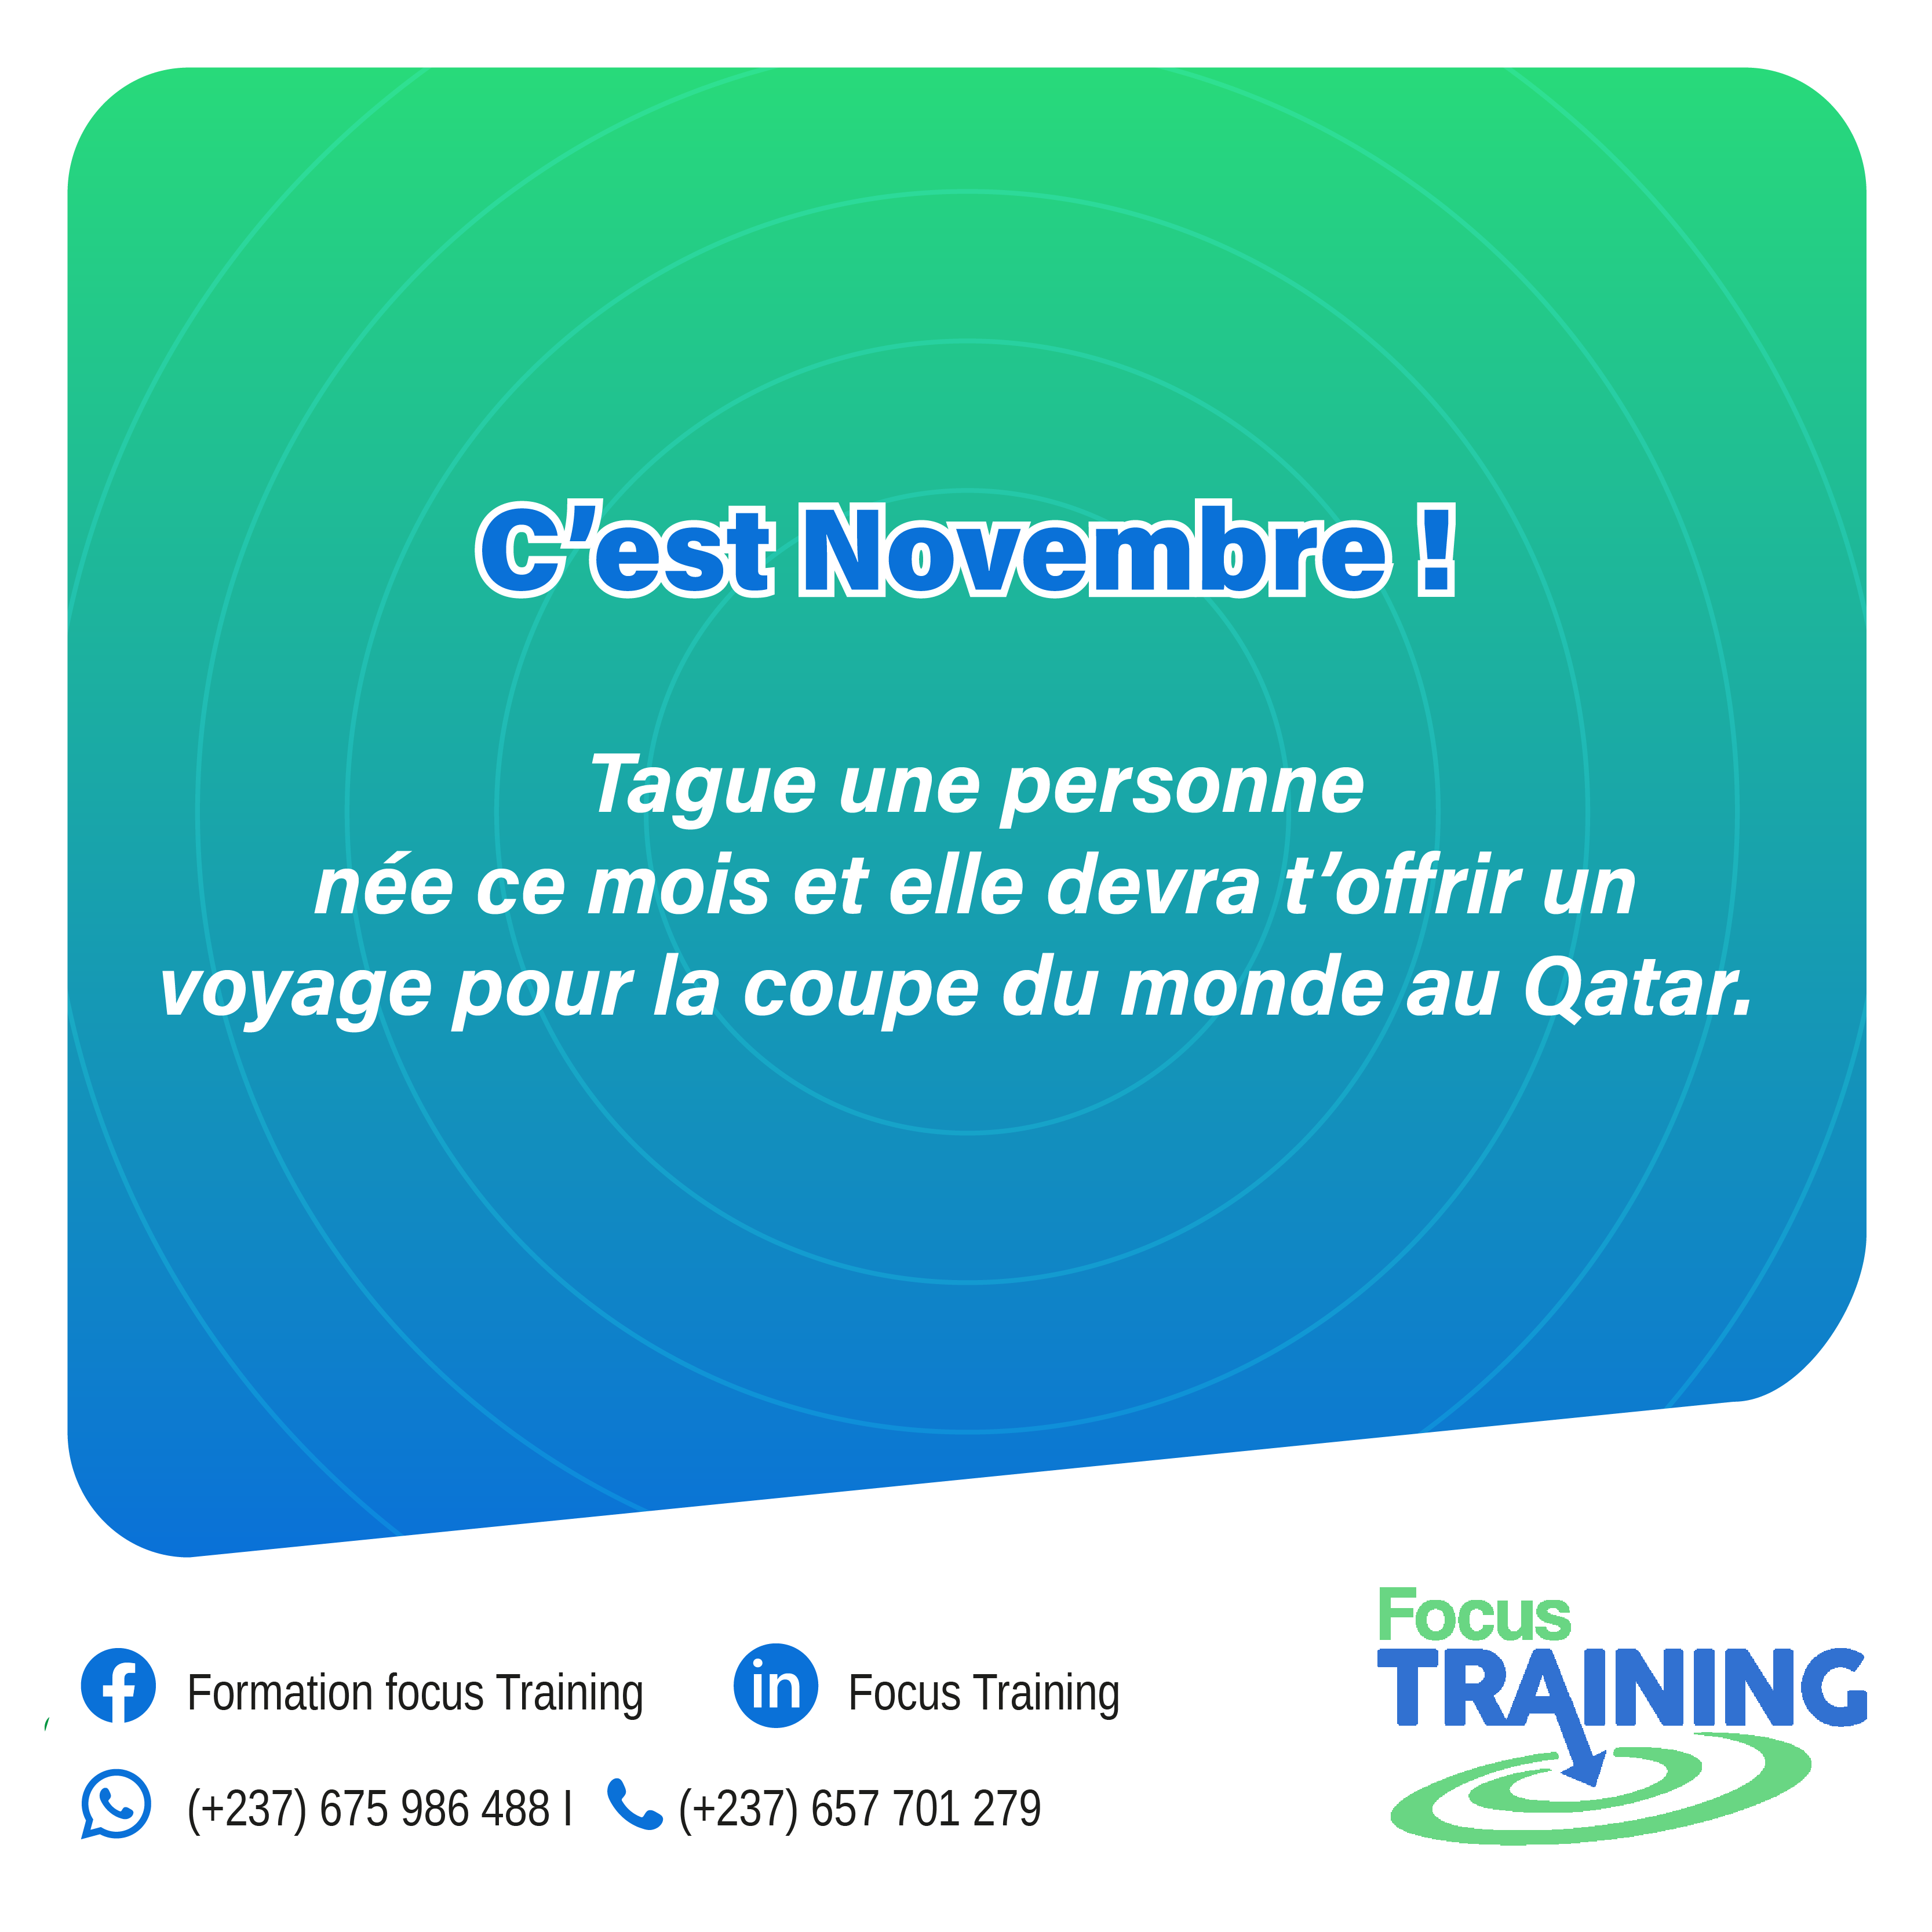 C’est Novembre !
Tague une personne
née ce mois et elle devra t’offrir un
voyage pour la coupe du monde au Qatar.
Formation focus Training
Focus Training
(+237) 675 986 488 I (+237) 657 701 279
Focus
TRAINING